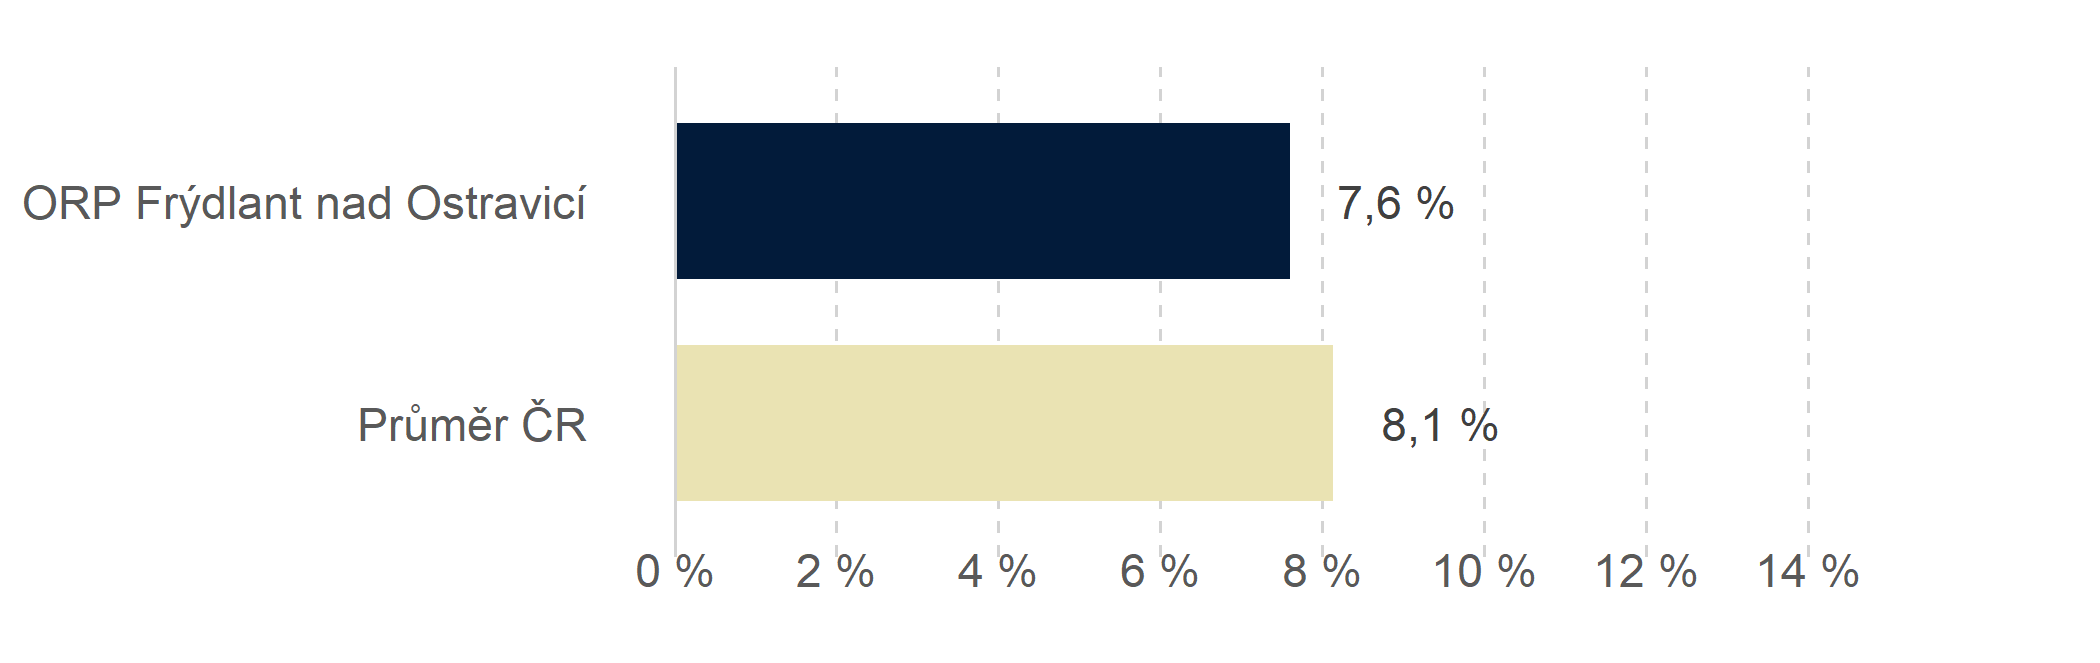 ORP Frýdlant nad Ostravicí
7,6 %
Průměr ČR
8,1 %
0 % 2 % 4 % 6 % 8 % 10 % 12 % 14 %